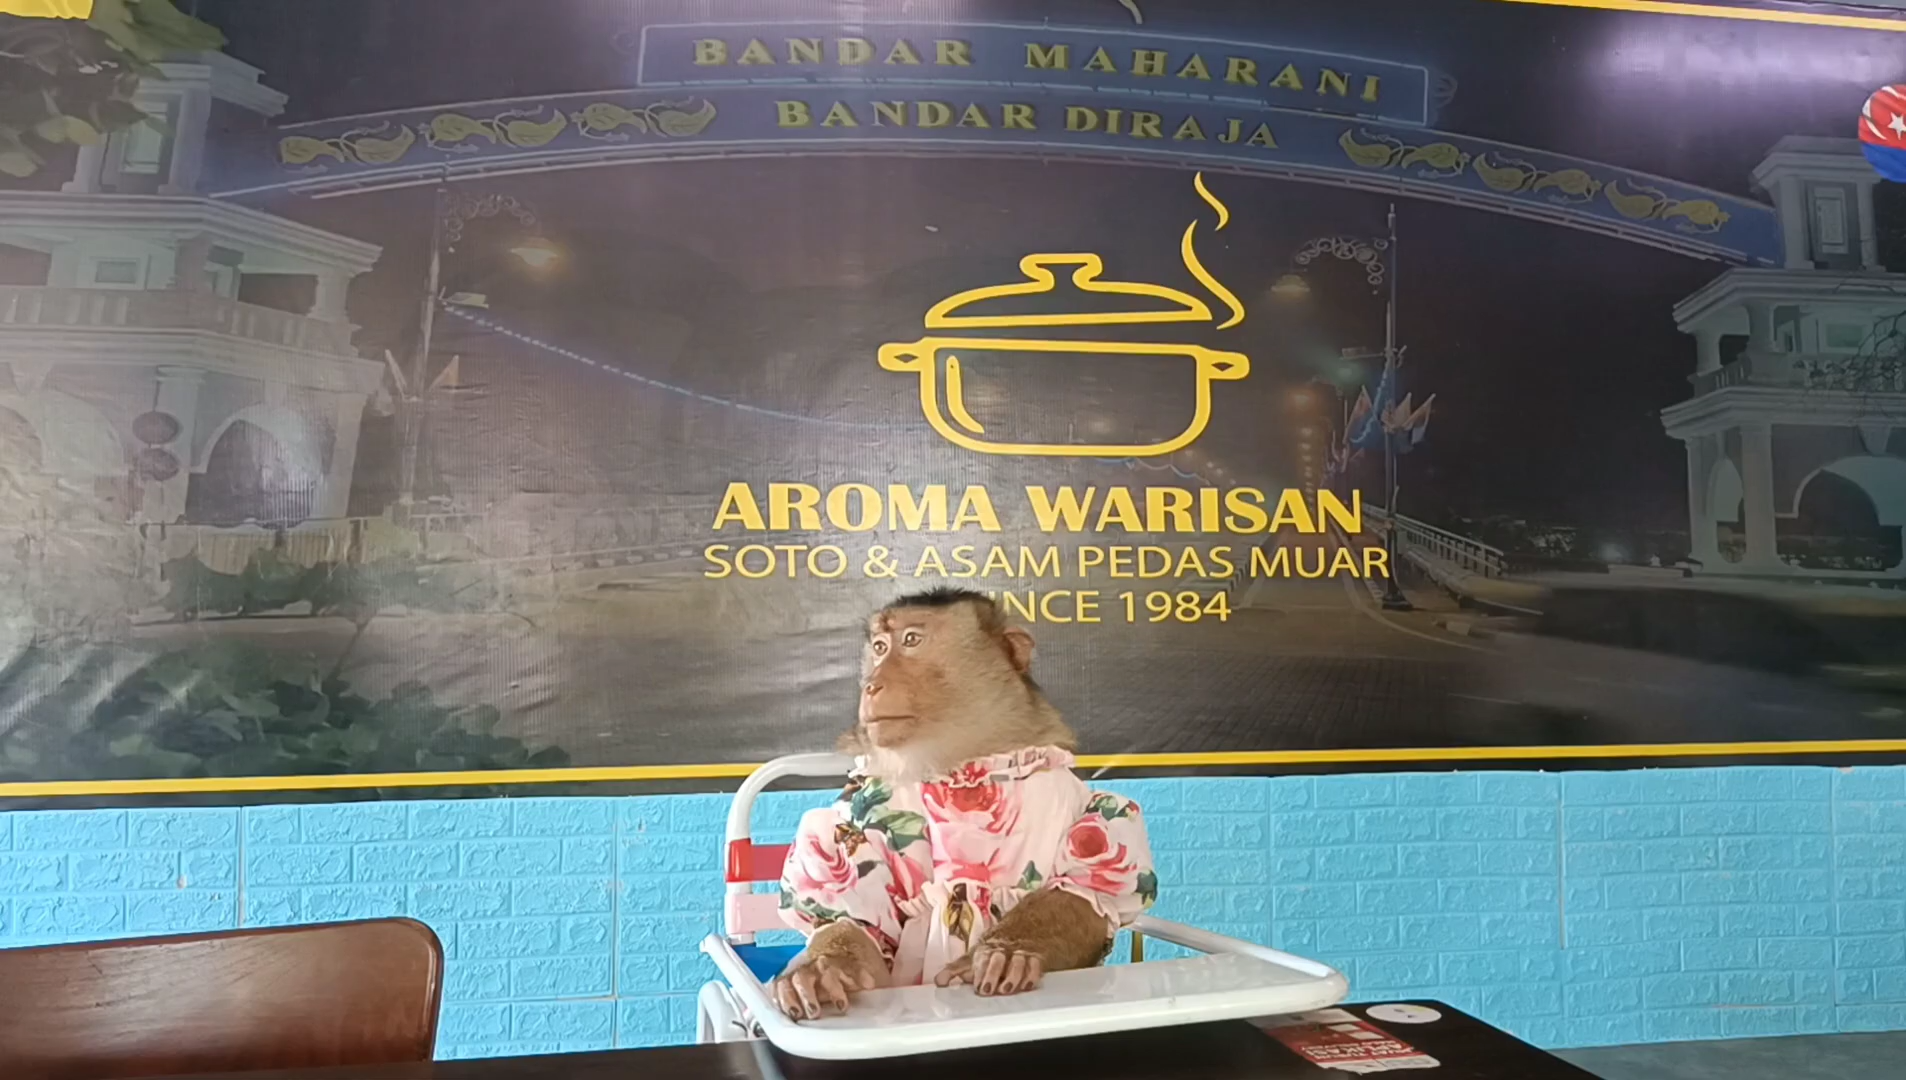 BANDAR MAHARANI
BANDAR DIRAJA
AROMA WARISAN
SOTO & ASAM PEDAS MUAR
INCE 1984